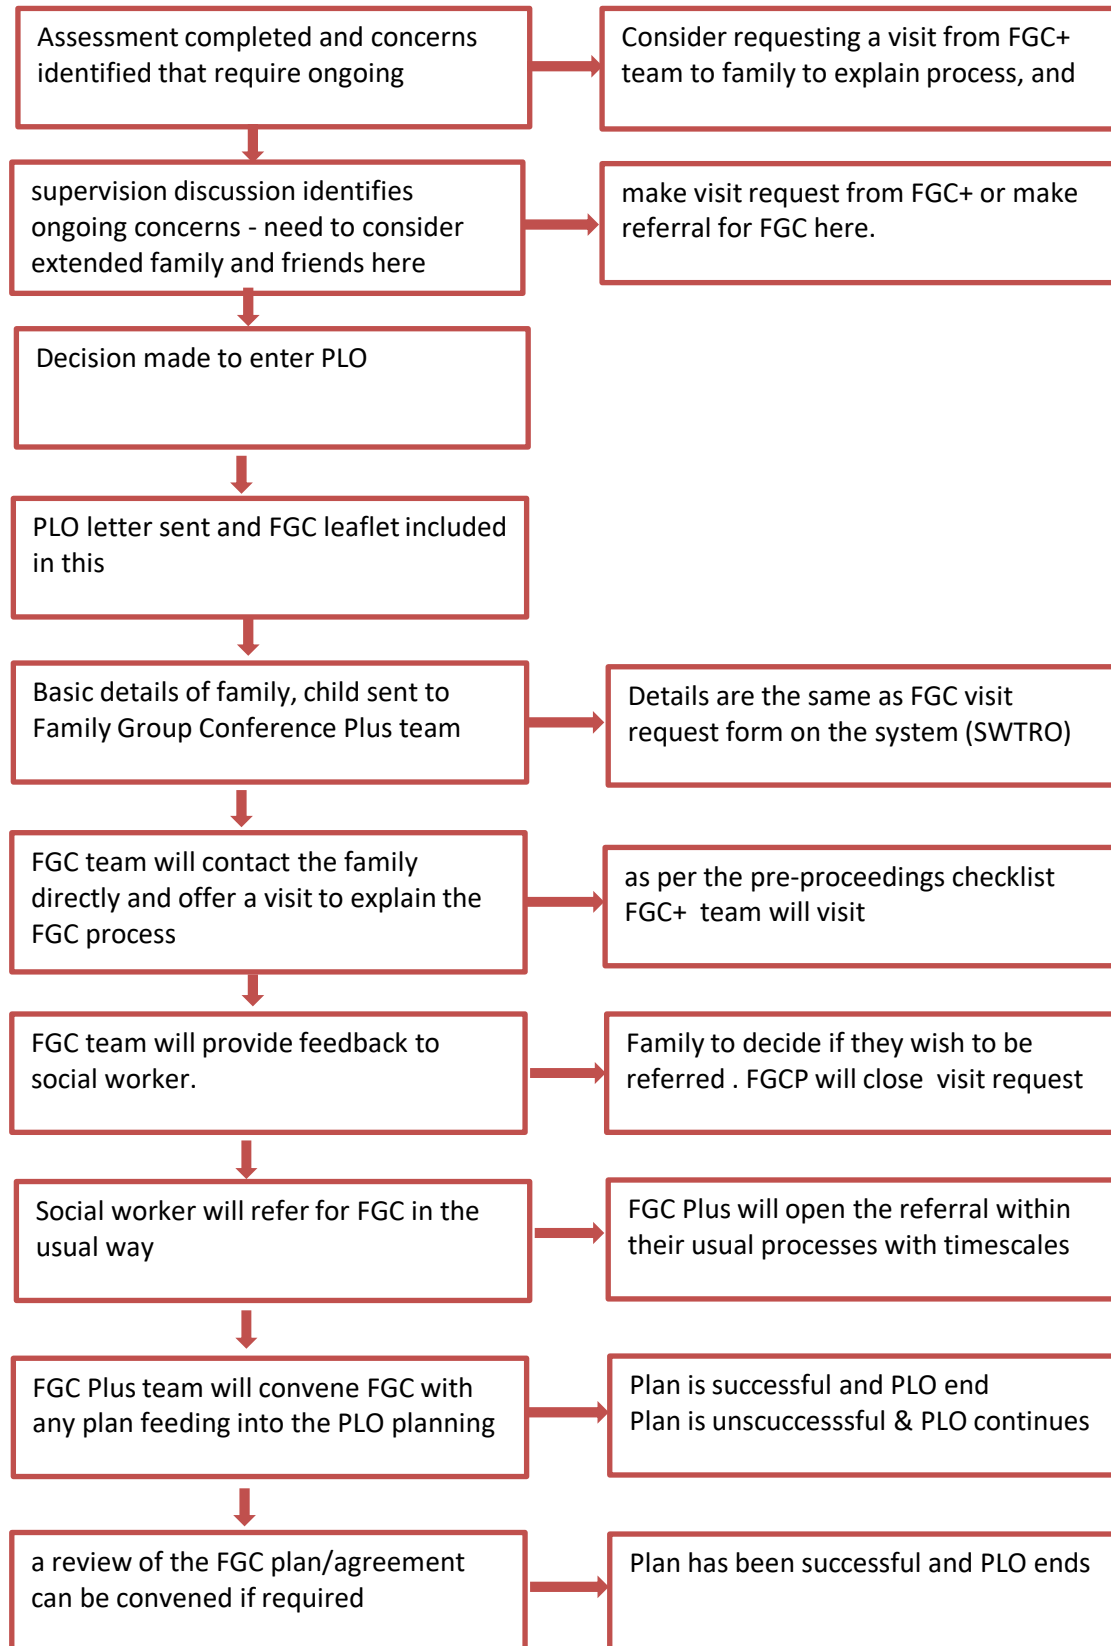 Assessment completed and concerns
identified that require ongoing
Consider requesting a visit from FGC+
team to family to explain process, and
supervision discussion identifies
ongoing concerns - need to consider
extended family and friends here
make visit request from FGC+ or make
referral for FGC here.
Decision made to enter PLO
PLO letter sent and FGC leaflet included
in this
Basic details of family, child sent to
Family Group Conference Plus team
Details are the same as FGC visit
request form on the system (SWTRO)
FGC team will contact the family
directly and offer a visit to explain the
FGC process
as per the pre-proceedings checklist
FGC+ team will visit
FGC team will provide feedback to
social worker.
Family to decide if they wish to be
referred . FGCP will close visit request
Social worker will refer for FGC in the
usual way
FGC Plus will open the referral within
their usual processes with timescales
FGC Plus team will convene FGC with
any plan feeding into the PLO planning
Plan is successful and PLO end
Plan is unscuccesssful & PLO continues
a review of the FGC plan/agreement
can be convened if required
Plan has been successful and PLO ends